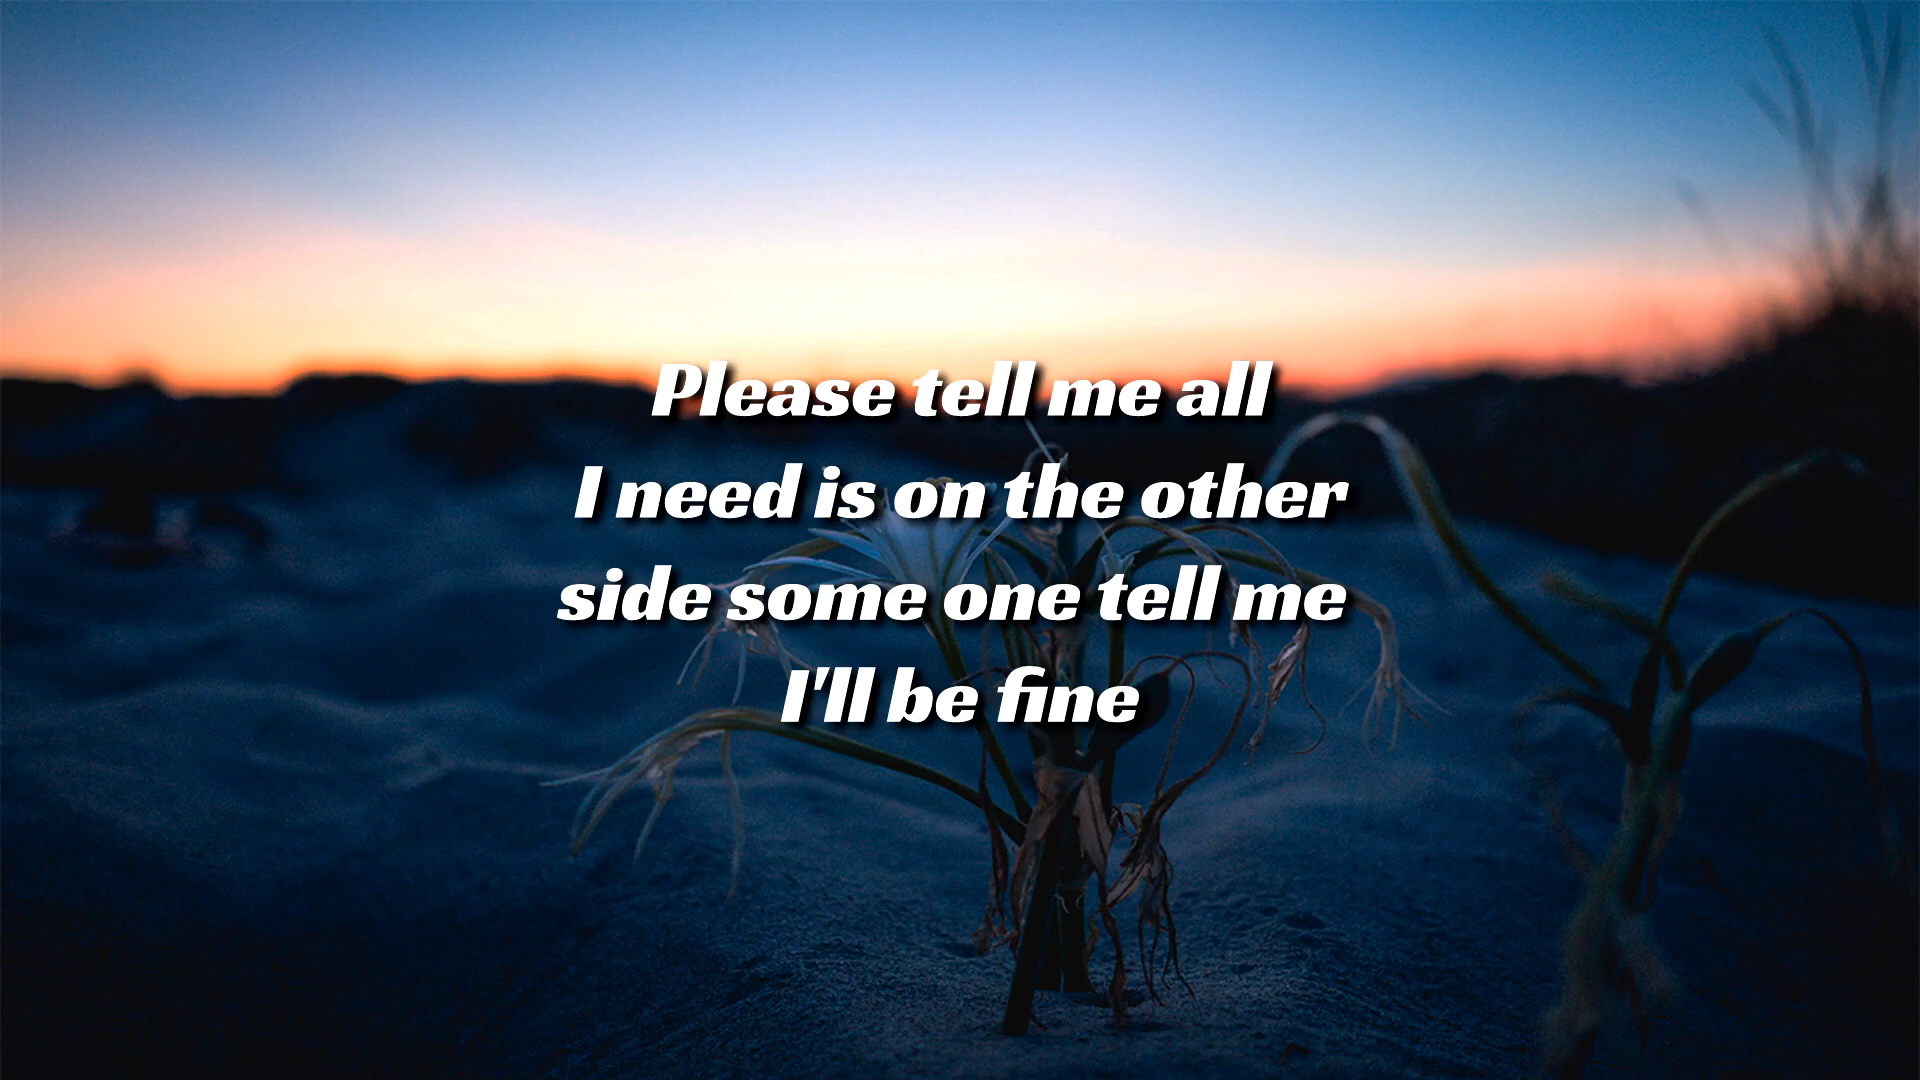 Please tell me all
I need is on the other
side some one tell me
I'll be fine